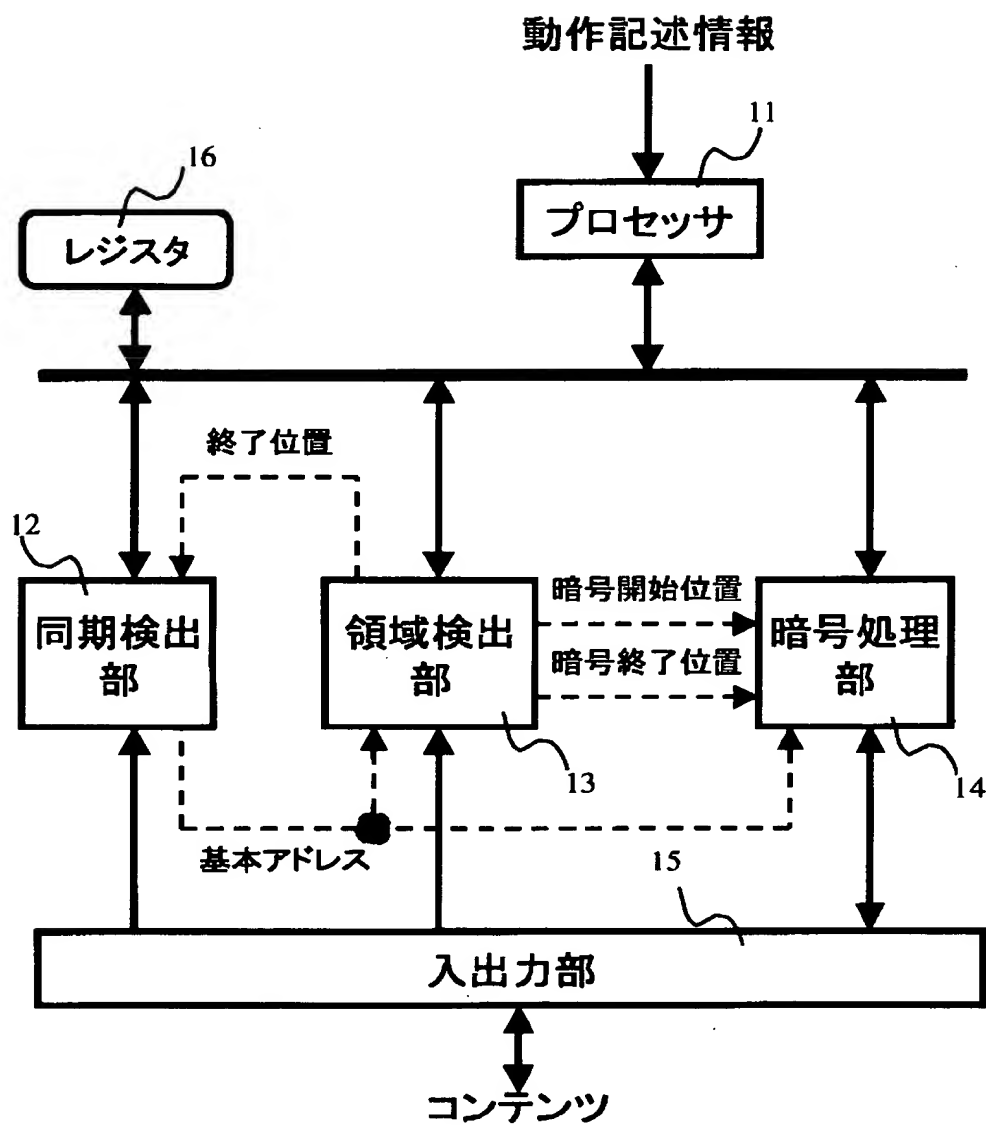 動作記述情報
11
16
プロセッサ
レジスタ
終了位置
12
暗号開始位置
同期検出
部
領域検出
部
暗号処理
部
暗号終了位置
13
14
基本アドレス
15
入出力部
コンテンツ